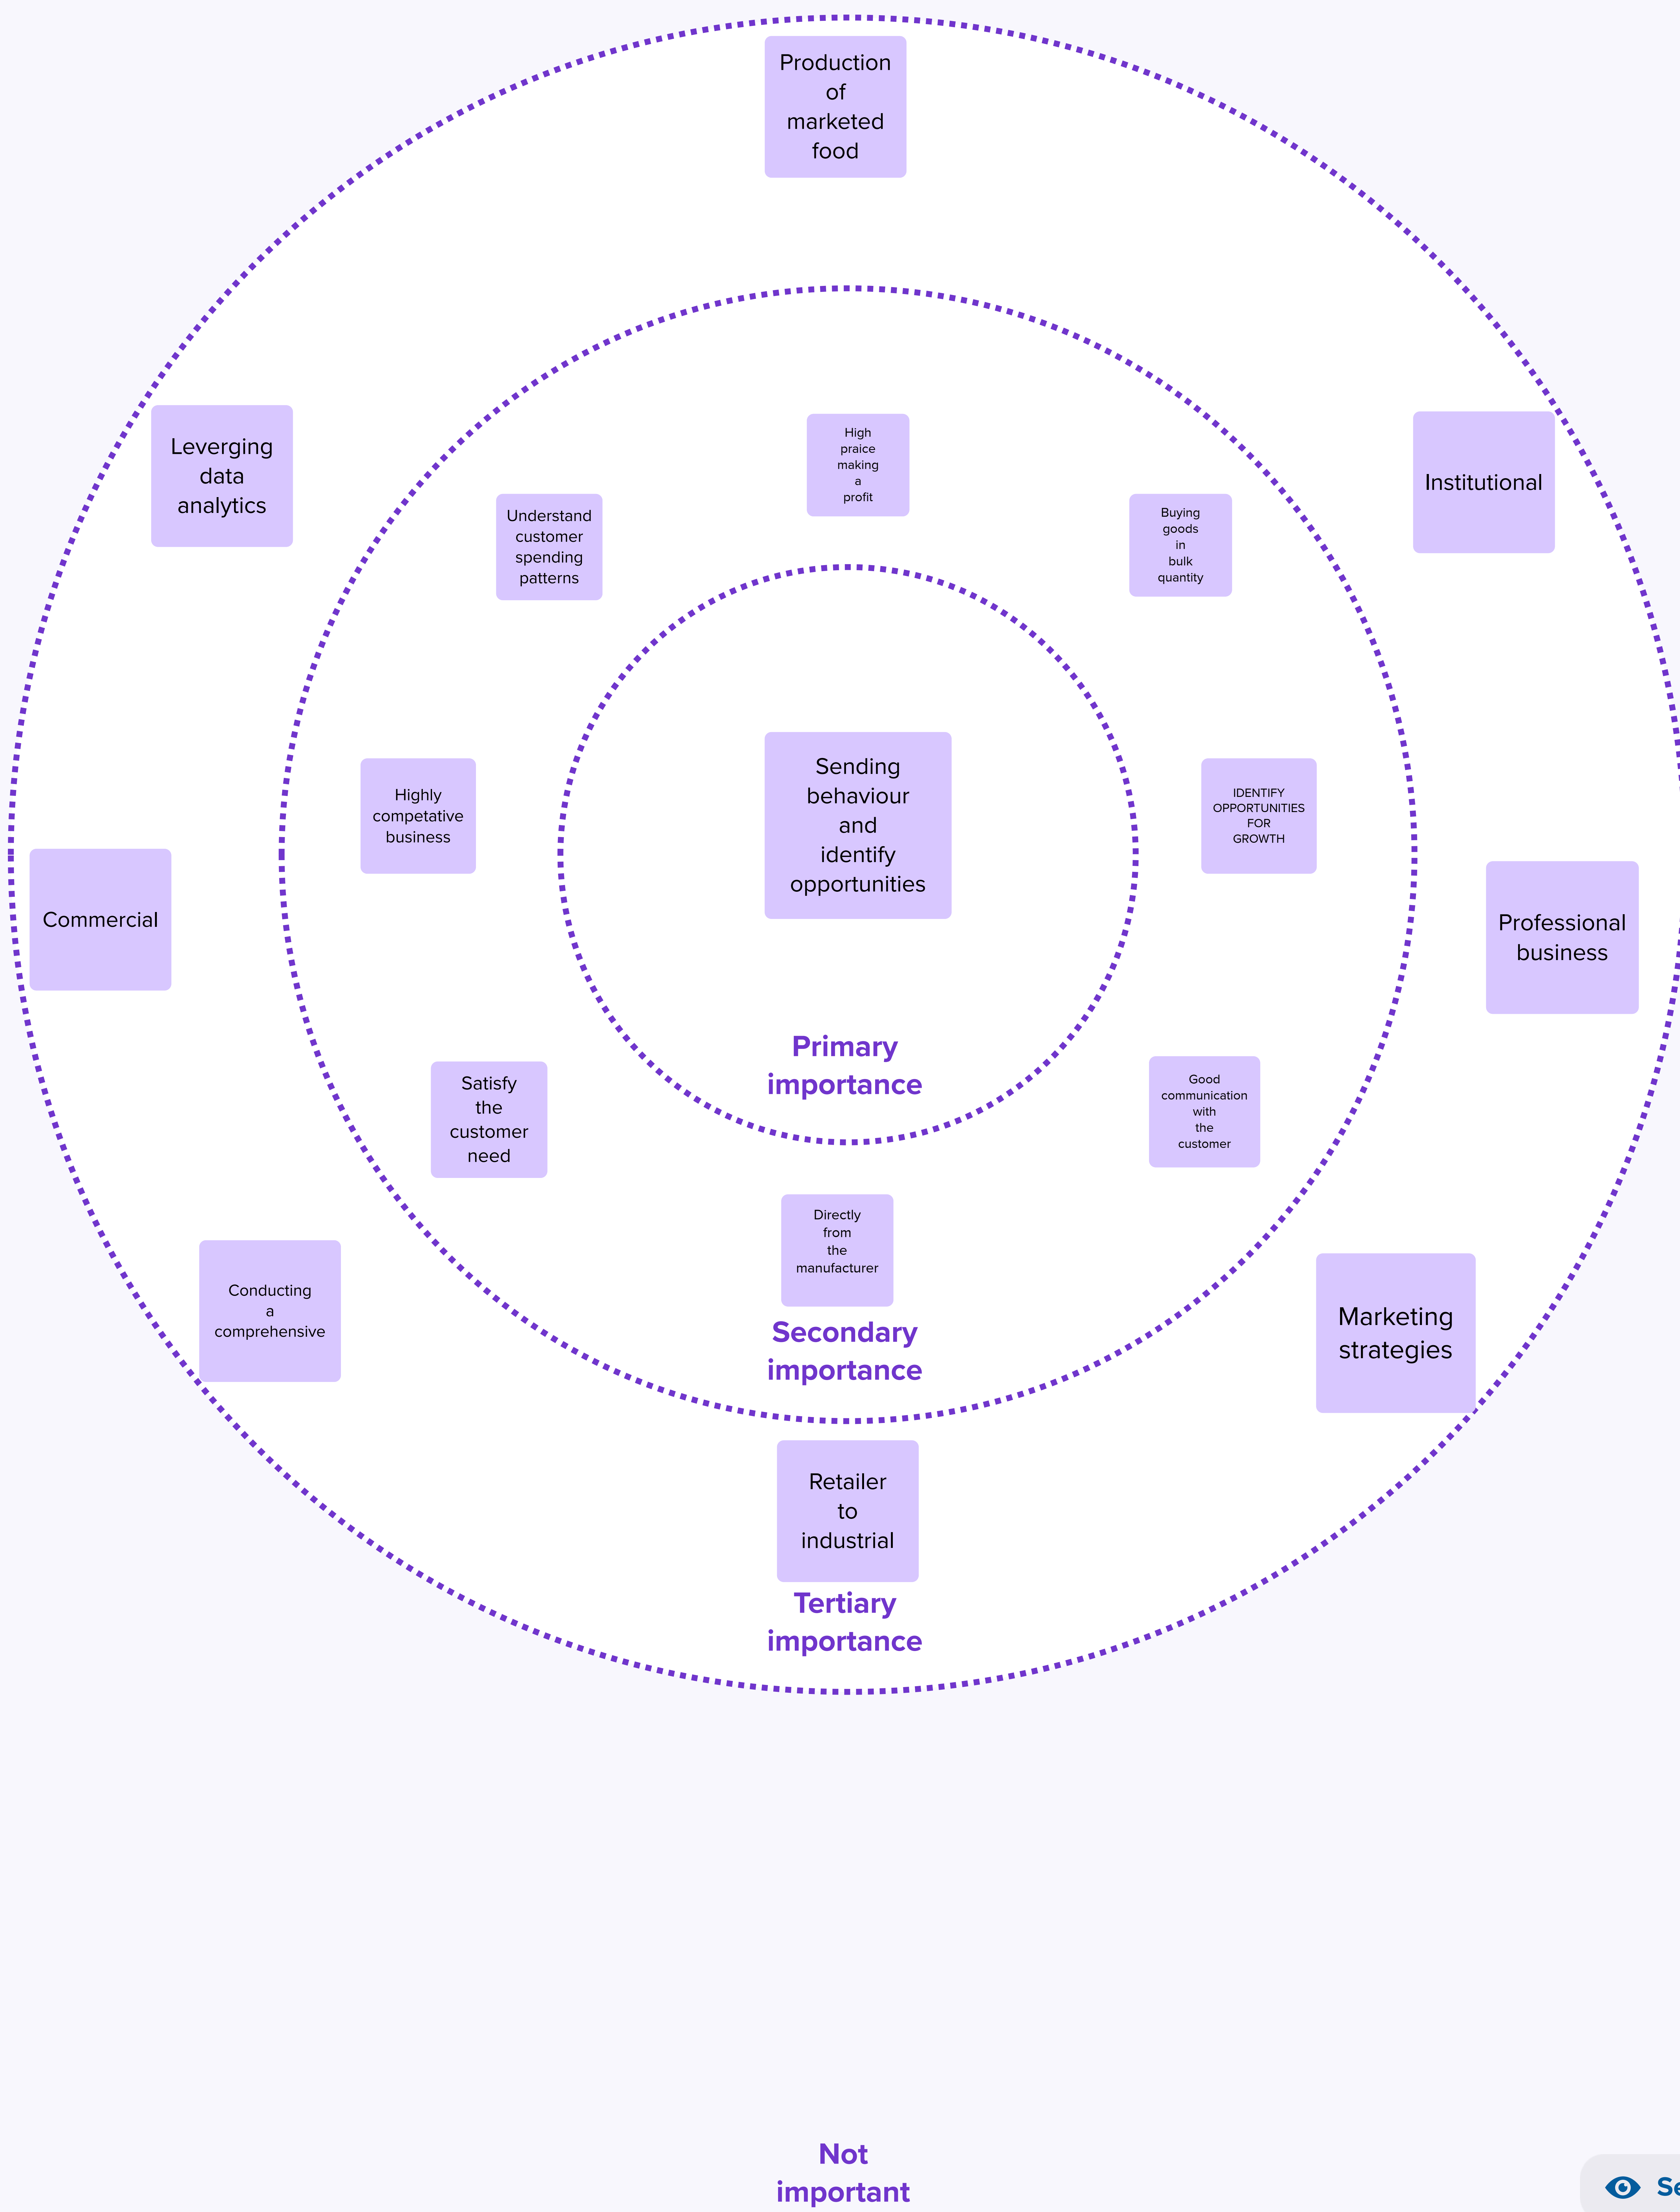 Production
of
marketed
food
Leverging
data
analytics
Institutional
High
praice
making
a
profit
Understand
customer
spending
patterns
Buying
goods
in
bulk
quantity
Sending
behaviour
and
identify
opportunities
Highly
competative
business
IDENTIFY
OPPORTUNITIES
FOR
GROWTH
Commercial
Professional
business
Primary
importance
Satisfy
the
customer
need
Good
communication
with
the
customer
Directly
from
the
manufacturer
Conducting
a
comprehensive
Marketing
strategies
Secondary
importance
Retailer
to
industrial
Tertiary
importance
Not
important